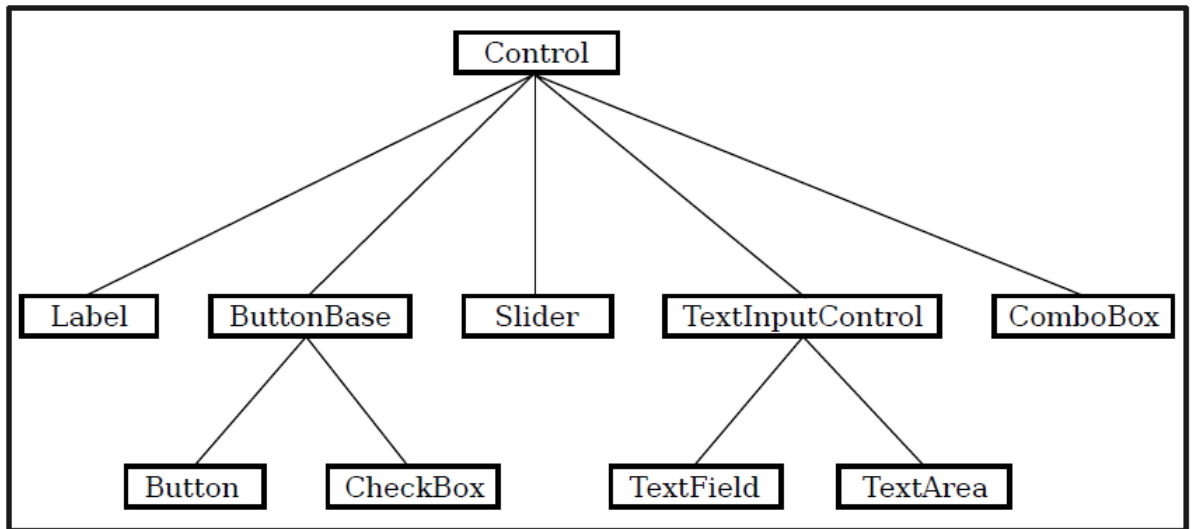 Control
Label
ButtonBase
Slider
TextInputControl
ComboBox
Button
CheckBox
TextField
TextArea